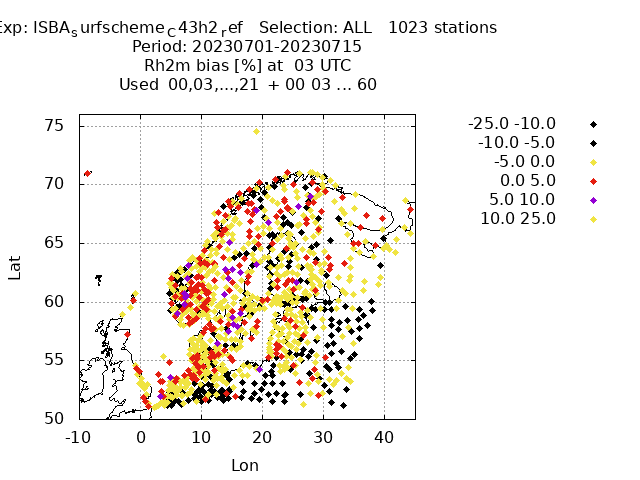 Exp: ISBA_surfscheme_C43h2_ref   Selection: ALL   1023 stations
Period: 20230701-20230715
Rh2m bias [%] at  03 UTC
Used  00,03,...,21  + 00 03 ... 60
-25.0 -10.0
-10.0 -5.0
-5.0 0.0
0.0 5.0
5.0 10.0
10.0 25.0
75
70
65
60
55
50
Lat
-10 0 10 20 30 40
Lon